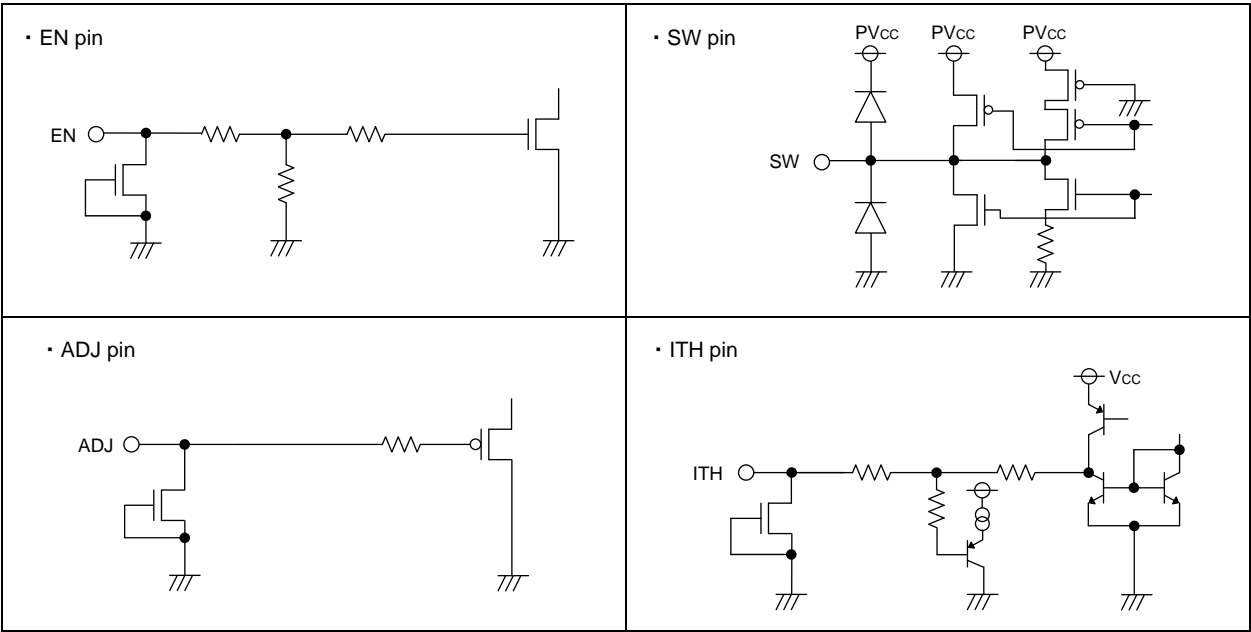 ・EN pin
EN
・SW pin
PVCC PVCC PVCC
SW
・ADJ pin
ADJ
・ITH pin
VCC
ITH